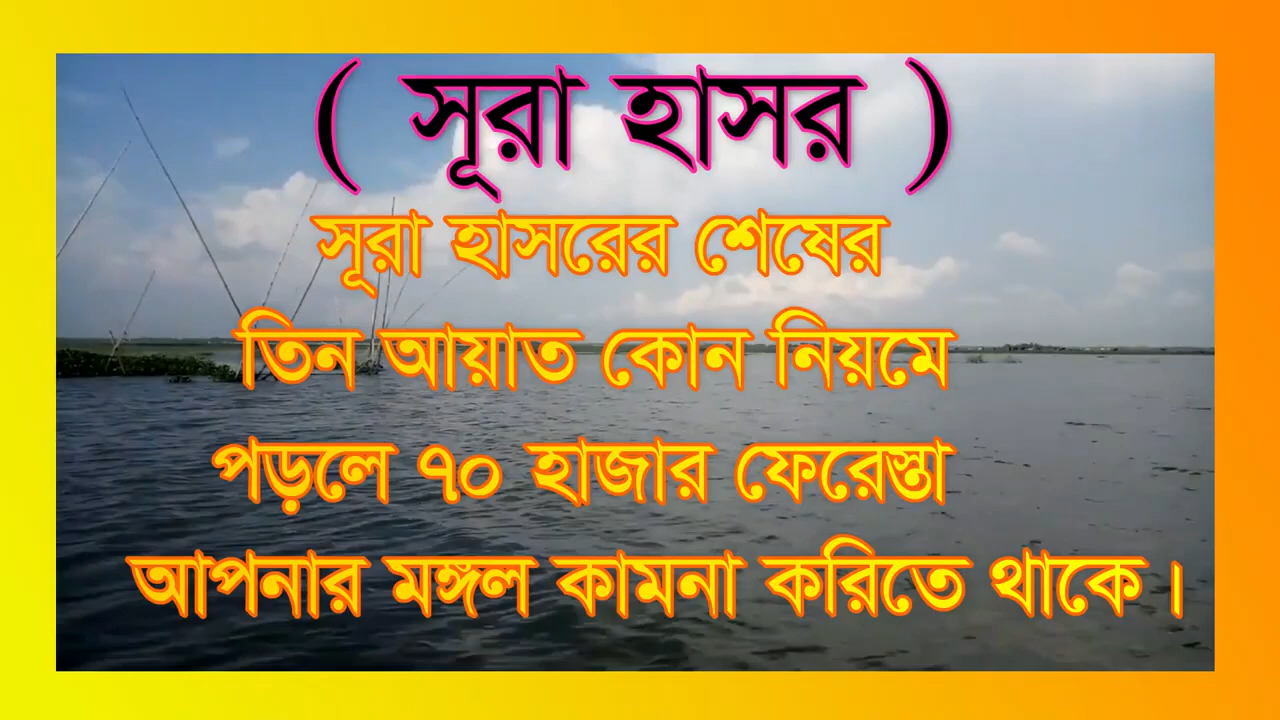 ( সূরা হাসর )
সূরা হাসরের শেষের
তিন আয়াত কোন নিয়মে
পড়লে ৭০ হাজার ফেরেস্তা
আপনার মঙ্গল কামনা করিতে থাকে।